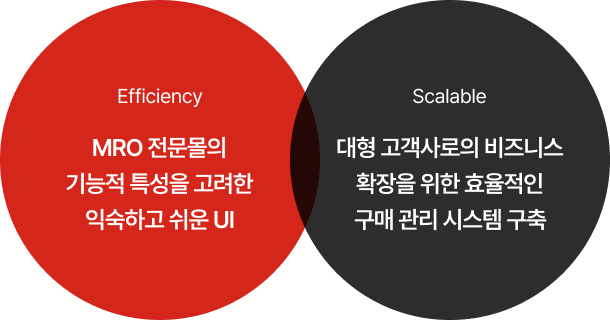 Efficiency
MRO 전문몰의
기능적 특성을 고려한
익숙하고 쉬운 UI
Scalable
대형 고객사로의 비즈니스
확장을 위한 효율적인
구매 관리 시스템 구축